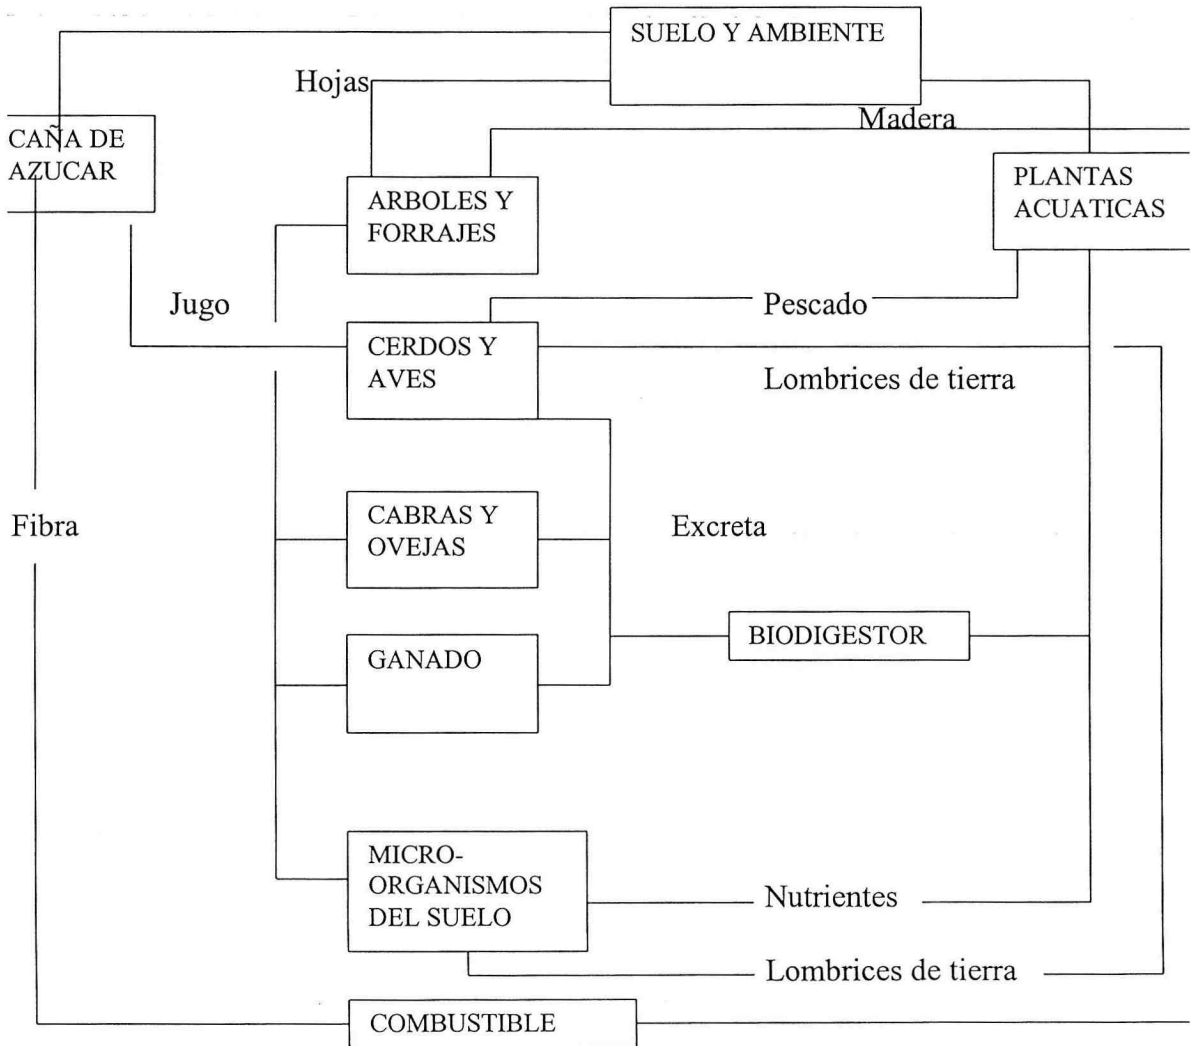 SUELO Y AMBIENTE
Hojas
Madera
CAÑA DE
AZUCAR
ARBOLES Y
FORRAJES
PLANTAS
ACUATICAS
Jugo
Pescado
CERDOS Y
AVES
Lombrices de tierra
Fibra
CABRAS Y
OVEJAS
Excreta
BIODIGESTOR
GANADO
MICRO-
ORGANISMOS
DEL SUELO
Nutrientes
Lombrices de tierra
COMBUSTIBLE